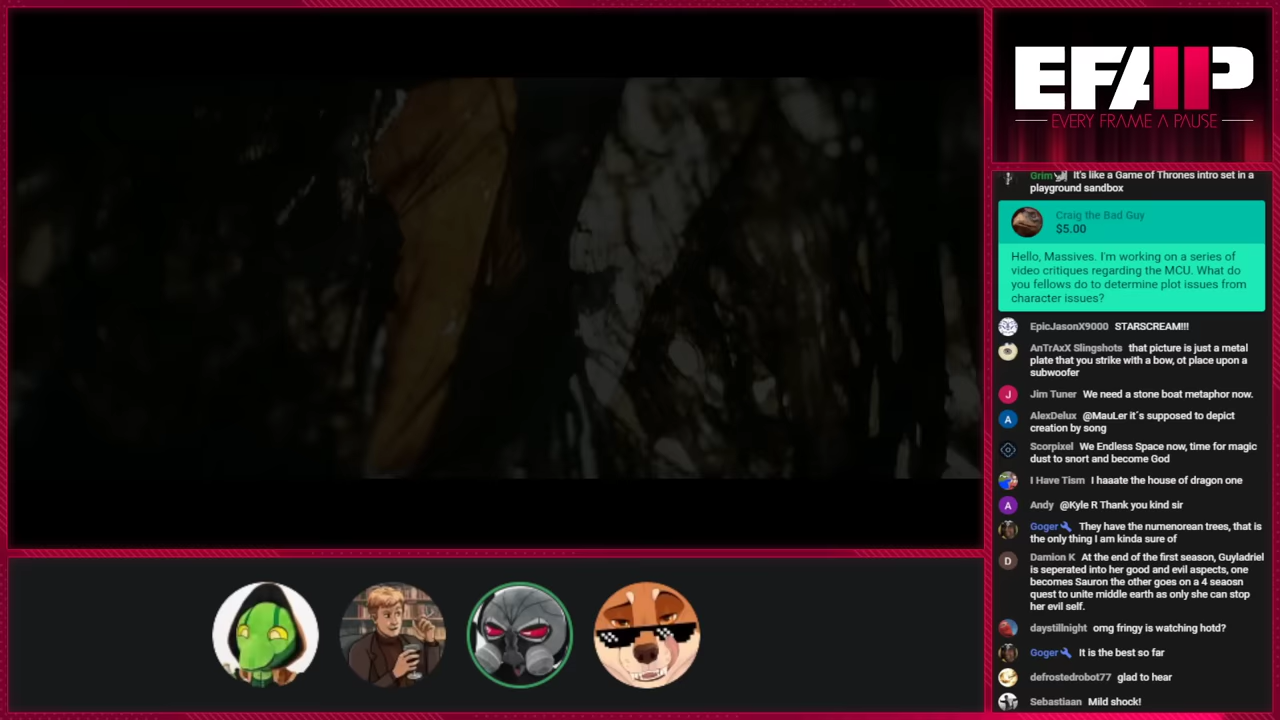 EFAP
EVERY FRAME A PAUSE
Grim It's like a Game of Thrones intro set in a
playground sandbox
Craig the Bad Guy
$5.00
Hello, Massives. I'm working on a series of
video critiques regarding the MCU. What do
you fellows do to determine plot issues from
character issues?
EpicJasonX9000 STARSCREAM!!!
AnTrAxX Slingshots that picture is just a metal
plate that you strike with a bow, ot place upon a
subwoofer
J Jim Tuner We need a stone boat metaphor now.
A AlexDelux @MauLer it´s supposed to depict
creation by song
Scorpixel We Endless Space now, time for magic
dust to snort and become God
I Have Tism I haaate the house of dragon one
A Andy @Kyle R Thank you kind sir
Goger They have the numenorean trees, that is
the only thing I am kinda sure of
D Damion K At the end of the first season, Guyladriel
is seperated into her good and evil aspects, one
becomes Sauron the other goes on a 4 seaosn
quest to unite middle earth as only she can stop
her evil self.
daystillnight omg fringy is watching hotd?
Goger It is the best so far
defrostedrobot77 glad to hear
Sebastiaan Mild shock!